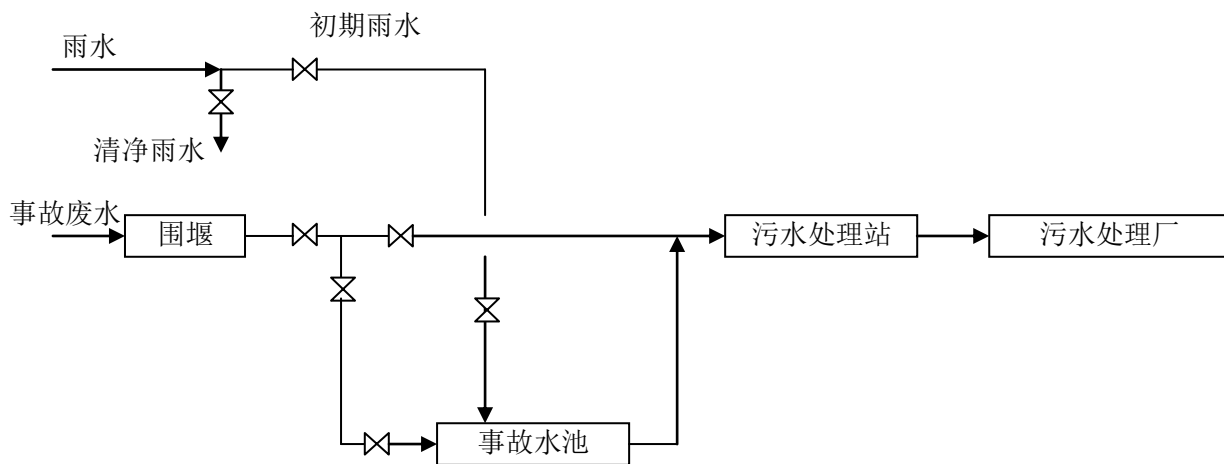 初期雨水
雨水
清净雨水
事故废水
围堰
污水处理站
污水处理厂
事故水池